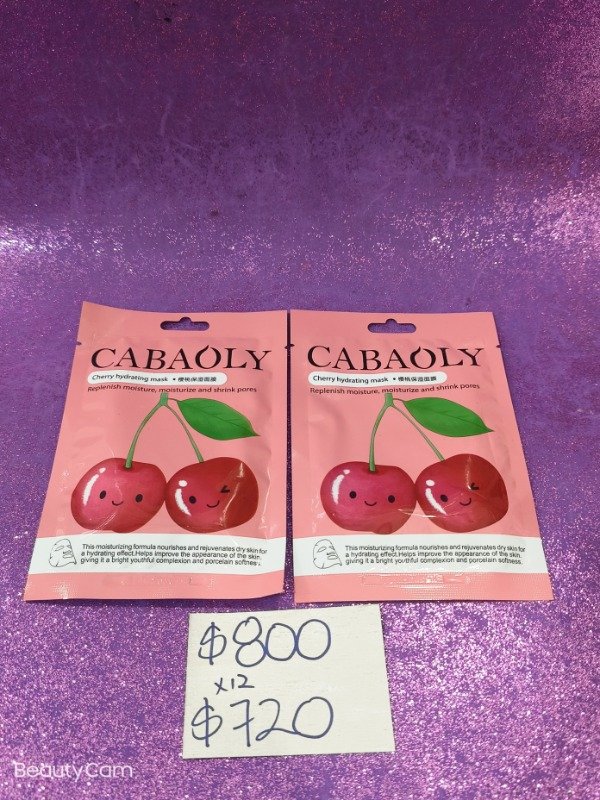 CABAOLY
Cherry hydrating mask • 櫻桃保湿面膜
Replenish moisture, moisturize and shrink pores
This moisturizing formula nourishes and rejuvenates dry skin for
a hydrating effect.Helps improve the appearance of the skin.
giving it a bright youthful complexion and porcelain softness.
CABAOLY
Cherry hydrating mask • 櫻桃保湿面膜
Replenish moisture, moisturize and shrink pores
This moisturizing formula nourishes and rejuvenates dry skin for
a hydrating effect.Helps improve the appearance of the skin.
giving it a bright youthful complexion and porcelain softness.
$800
x12
$720
BeautyCam